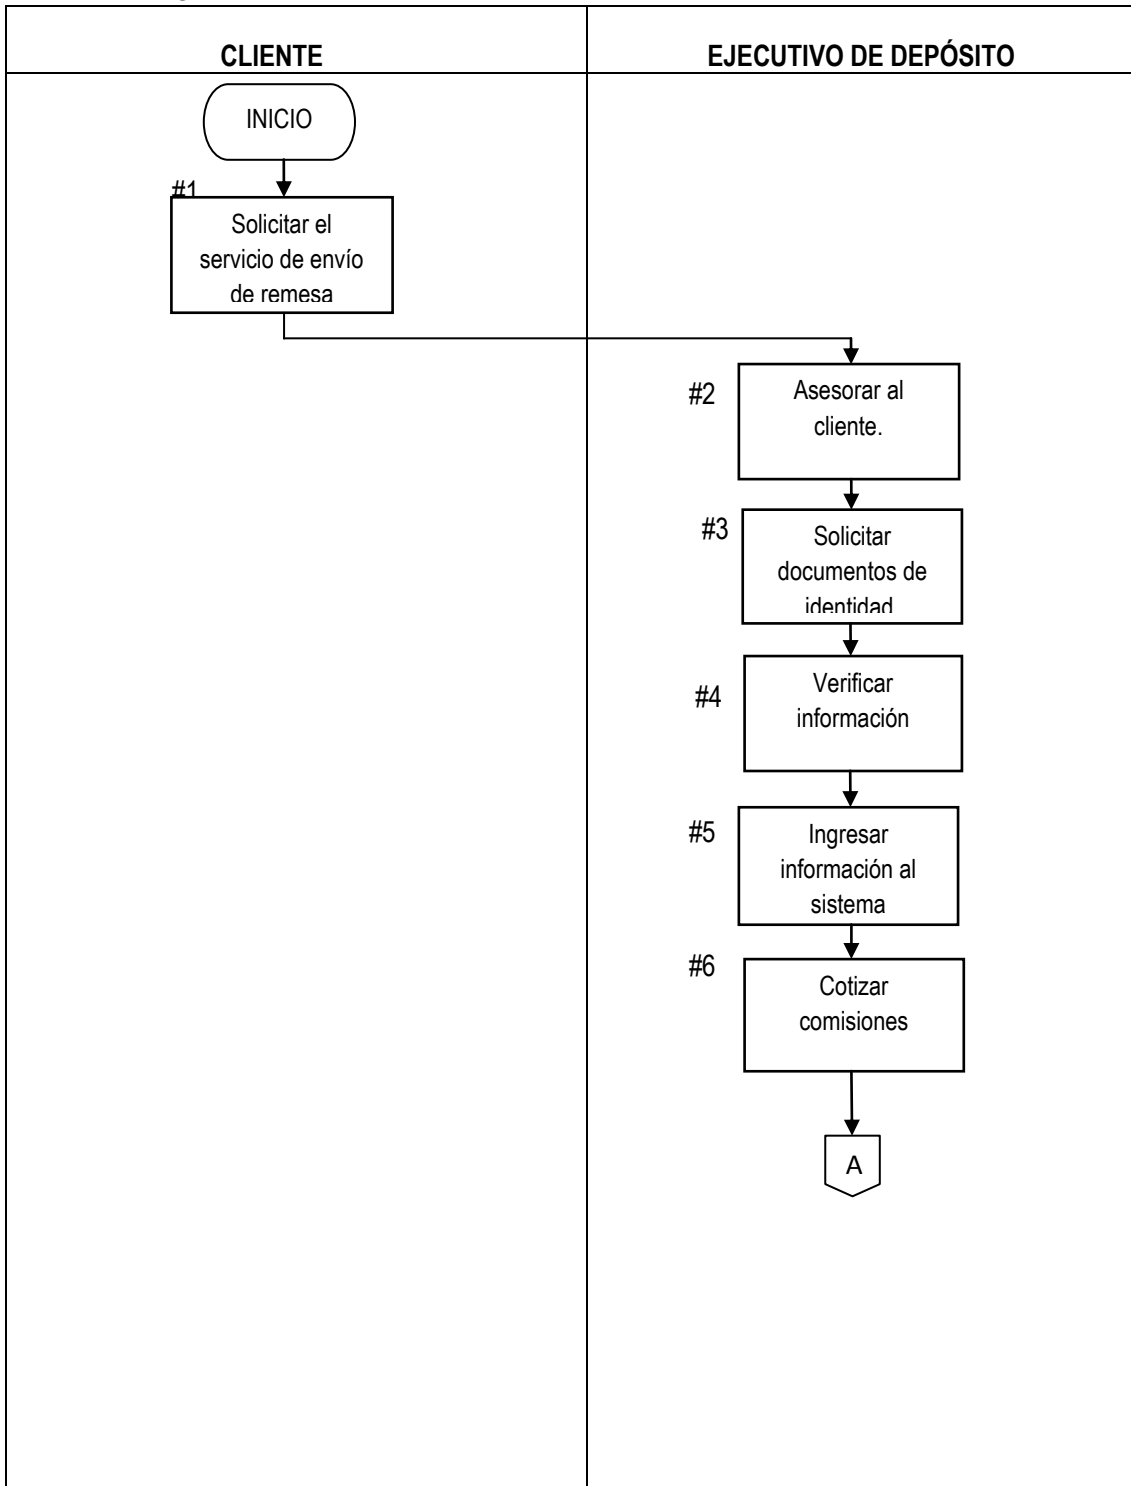 CLIENTE
EJECUTIVO DE DEPÓSITO
INICIO
#1
Solicitar el
servicio de envío
de remesa
#2
Asesorar al
cliente.
#3
Solicitar
documentos de
identidad
#4
Verificar
información
#5
Ingresar
información al
sistema
#6
Cotizar
comisiones
A